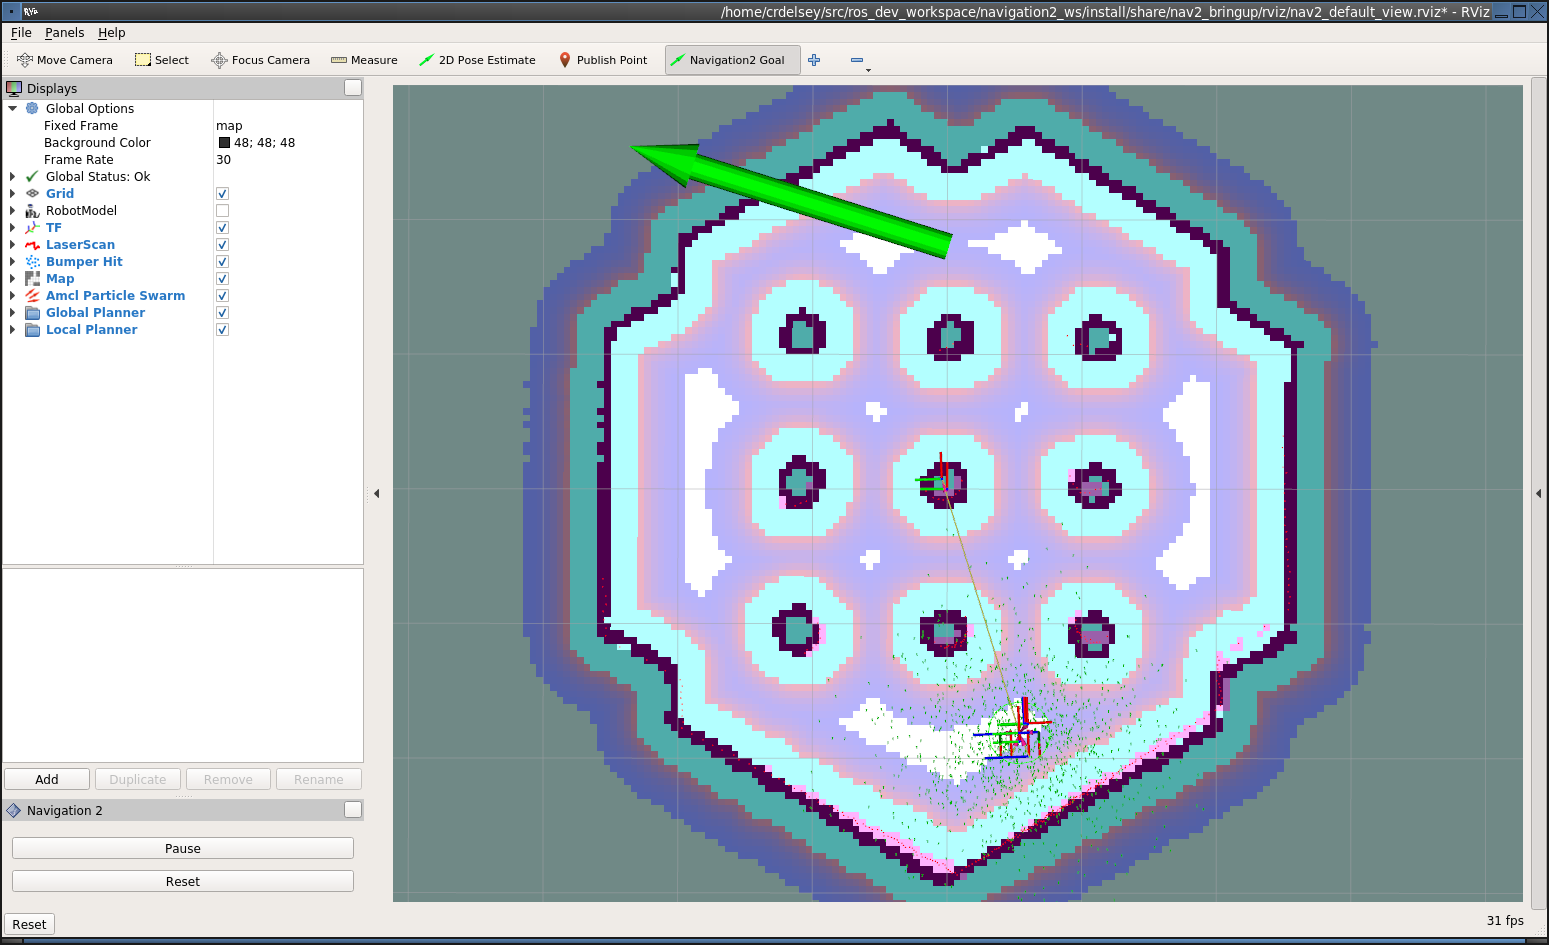 /home/crdelsey/src/ros_dev_workspace/navigation2_ws/install/share/nav2_bringup/rviz/nav2_default_view.rviz* - RViz
File Panels Help
Move Camera Select Focus Camera Measure 2D Pose Estimate Publish Point Navigation2 Goal
Displays
Global Options
Fixed Frame map
Background Color 48; 48; 48
Frame Rate 30
Global Status: Ok
Grid
RobotModel
TF
LaserScan
Bumper Hit
Map
Amcl Particle Swarm
Global Planner
Local Planner
Add Duplicate Remove Rename
Navigation 2
Pause
Reset
Reset 31 fps